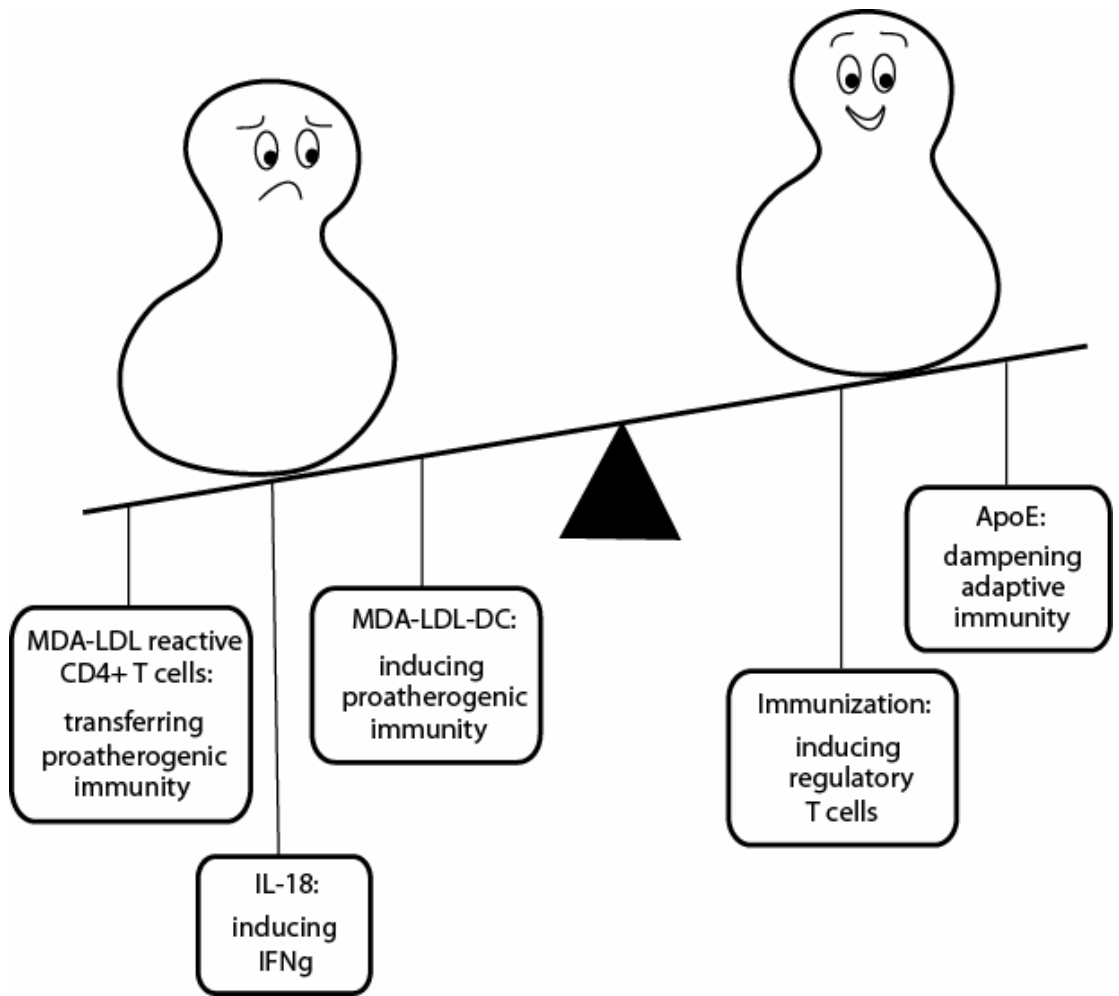 MDA-LDL reactive
CD4+ T cells:
transferring
proatherogenic
immunity
IL-18:
inducing
IFNg
MDA-LDL-DC:
inducing
proatherogenic
immunity
Immunization:
inducing
regulatory
T cells
ApoE:
dampening
adaptive
immunity